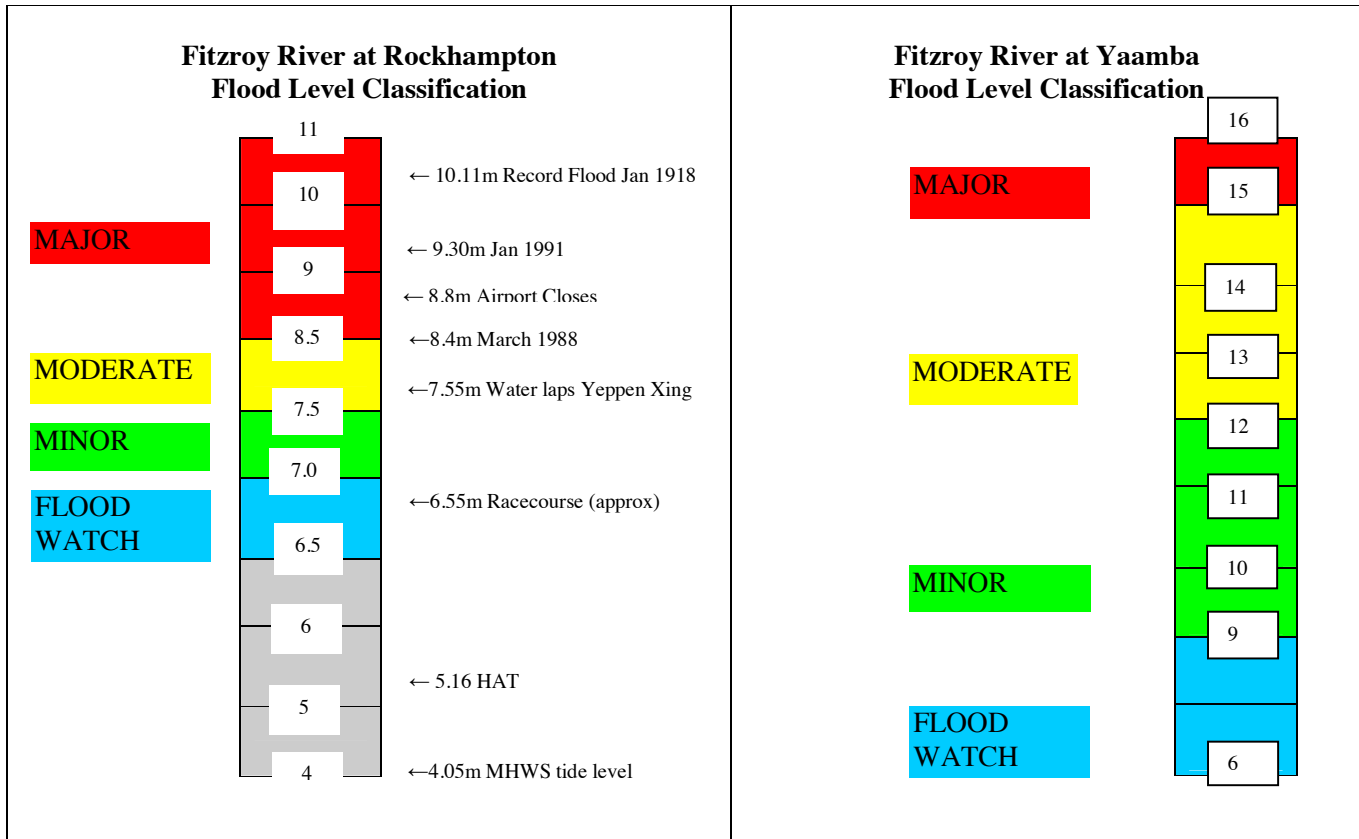 Fitzroy River at Rockhampton
Flood Level Classification
11
← 10.11m Record Flood Jan 1918
10
MAJOR
← 9.30m Jan 1991
9
← 8.8m Airport Closes
8.5
←8.4m March 1988
MODERATE
←7.55m Water laps Yeppen Xing
7.5
MINOR
7.0
FLOOD
WATCH
←6.55m Racecourse (approx)
6.5
6
← 5.16 HAT
5
4
←4.05m MHWS tide level
Fitzroy River at Yaamba
Flood Level Classification
16
MAJOR
15
14
13
MODERATE
12
11
10
MINOR
9
FLOOD
WATCH
6